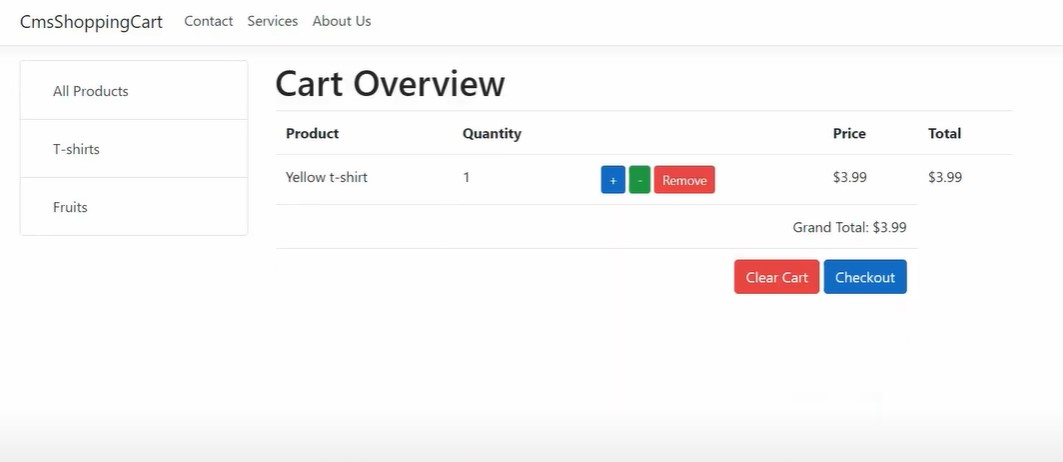 CmsShoppingCart Contact Services About Us
All Products
T-shirts
Fruits
Cart Overview
Product Quantity Price Total
Yellow t-shirt 1 + - Remove $3.99 $3.99
Grand Total: $3.99
Clear Cart Checkout